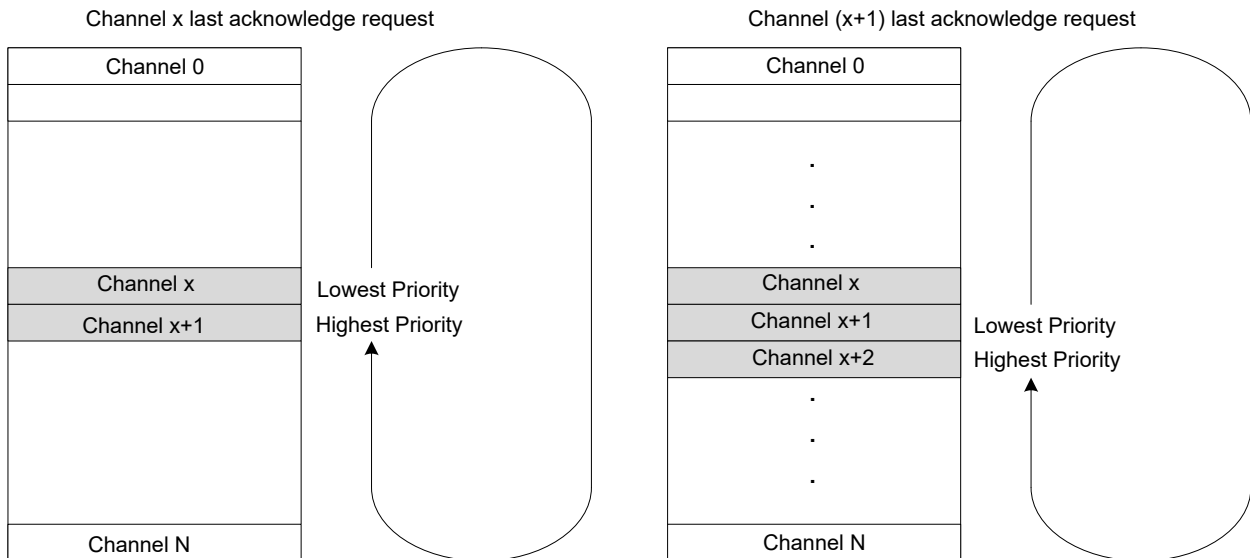 Channel x last acknowledge request
Channel 0
Channel x
Lowest Priority
Channel x+1
Highest Priority
Channel N
Channel (x+1) last acknowledge request
Channel 0
.
.
.
Channel x
Channel x+1
Lowest Priority
Channel x+2
Highest Priority
.
.
.
Channel N